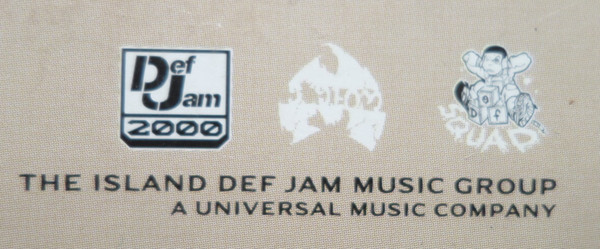 Def
Jam
2000
SQUAD
THE ISLAND DEF JAM MUSIC GROUP
A UNIVERSAL MUSIC COMPANY